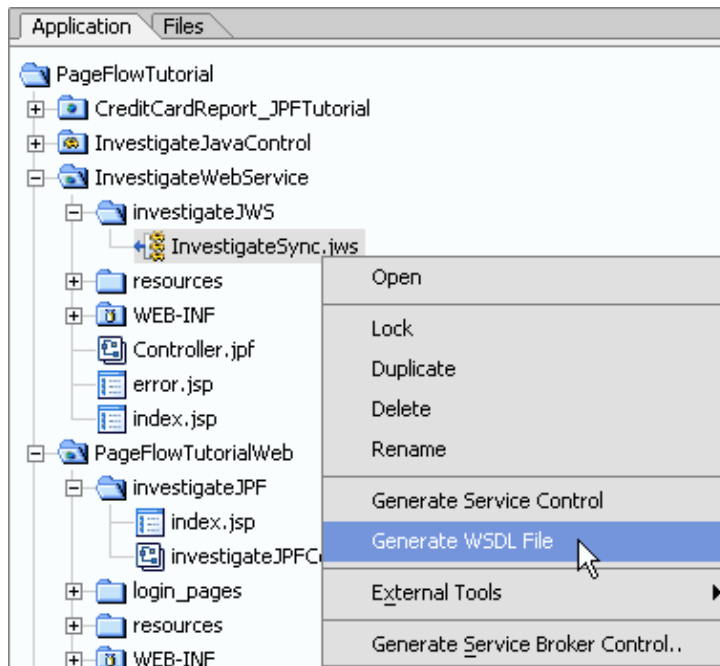 Application Files
PageFlowTutorial
CreditCardReport_JPFTutorial
InvestigateJavaControl
InvestigateWebService
investigateJWS
InvestigateSync.jws
resources
WEB-INF
Controller.jpf
error.jsp
index.jsp
PageFlowTutorialWeb
investigateJPF
index.jsp
investigateJPFC
login_pages
resources
WEB-INF
Open
Lock
Duplicate
Delete
Rename
Generate Service Control
Generate WSDL File
External Tools
Generate Service Broker Control..